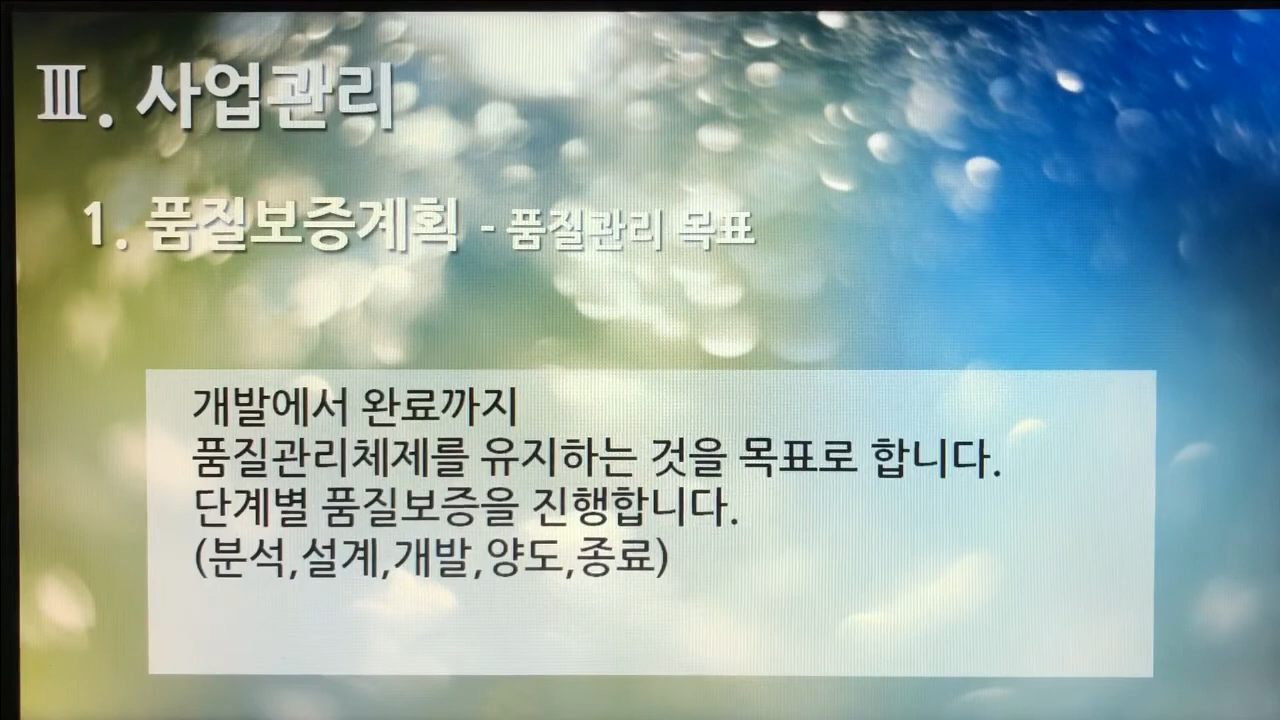 Ⅲ. 사업관리
1. 품질보증계획 - 품질관리 목표
개발에서 완료까지
품질관리체제를 유지하는 것을 목표로 합니다.
단계별 품질보증을 진행합니다.
(분석,설계,개발,양도,종료)